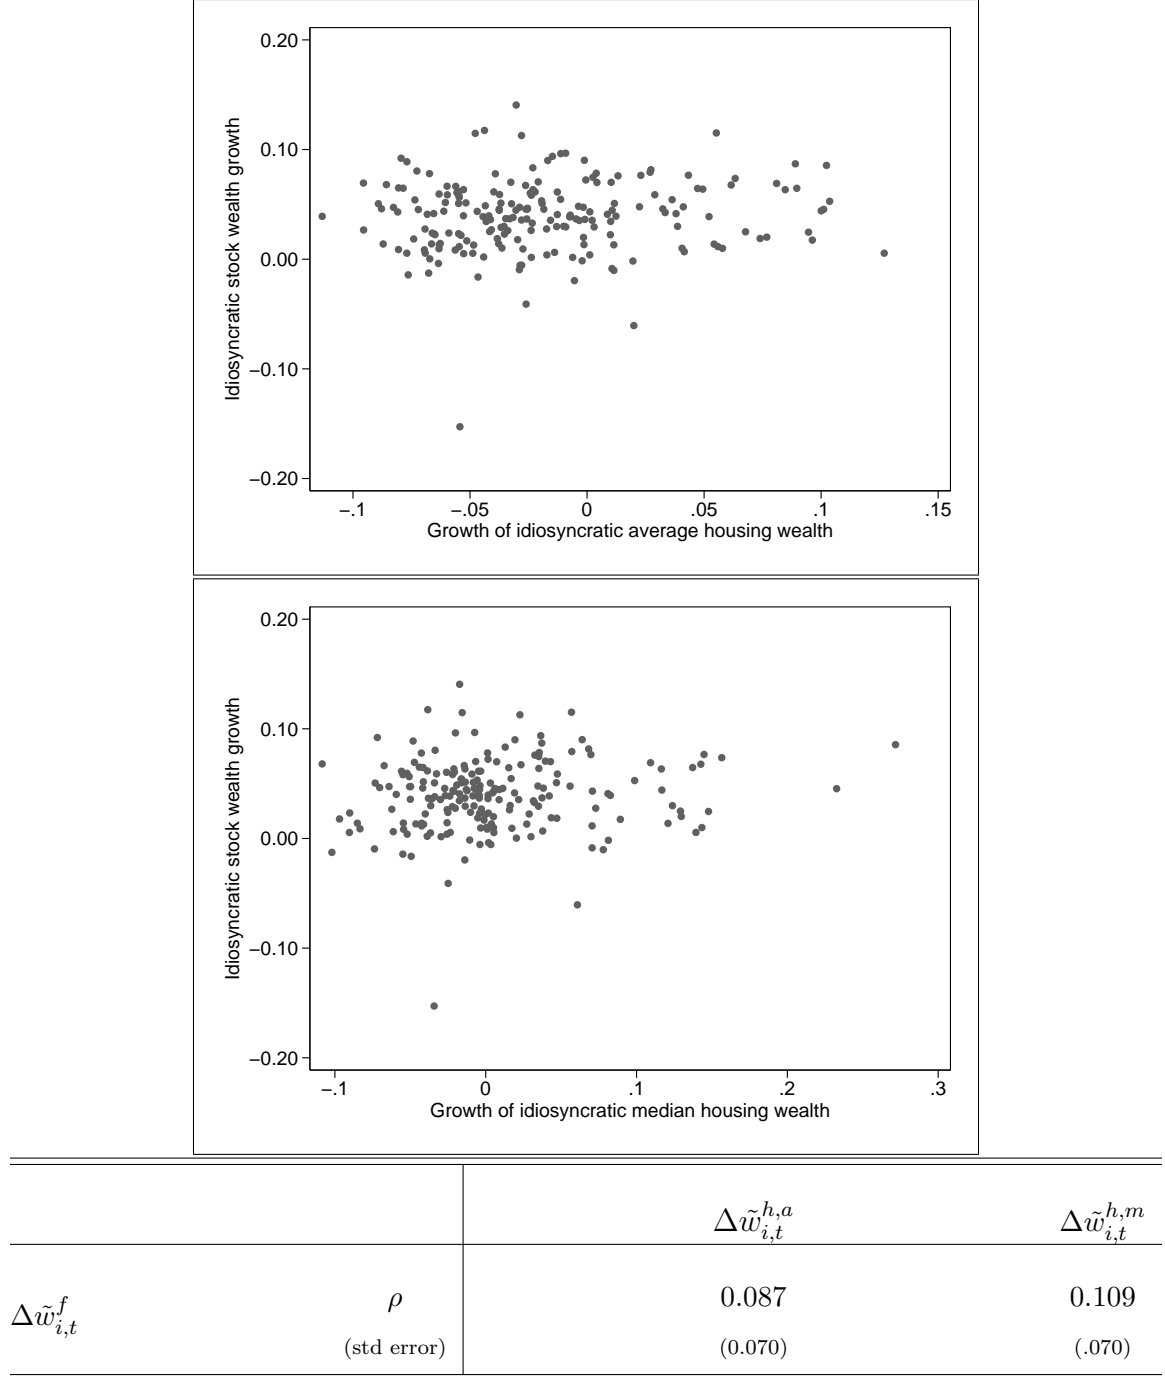 0.20
0.10
0.00
−0.10
−0.20
Idiosyncratic stock wealth growth
−.1 −.05 0 .05 .1 .15
Growth of idiosyncratic average housing wealth
0.20
0.10
0.00
−0.10
−0.20
Idiosyncratic stock wealth growth
−.1 0 .1 .2 .3
Growth of idiosyncratic median housing wealth
Δw̃^{h,a}_{i,t} Δw̃^{h,m}_{i,t}
Δw̃^{f}_{i,t} ρ 0.087 0.109
(std error) (0.070) (.070)